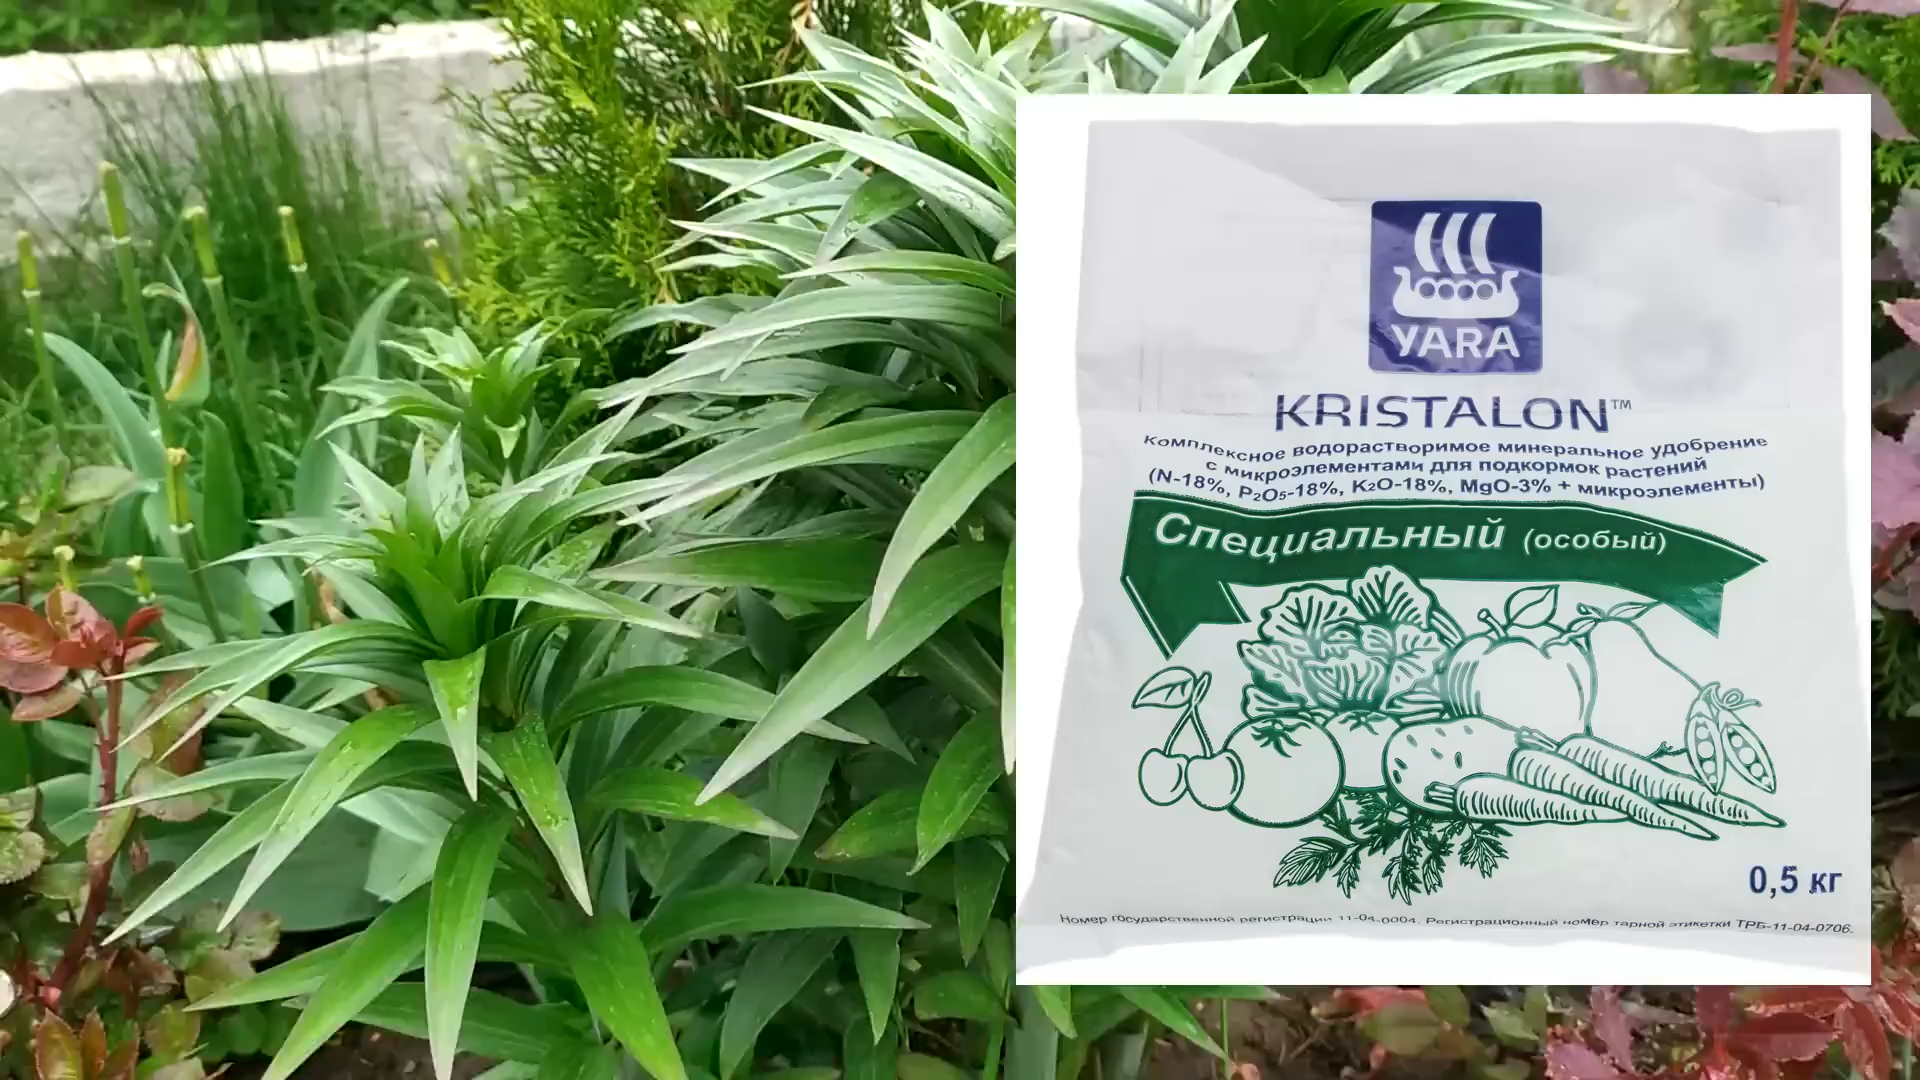 YARA
KRISTALON™
Комплексное водорастворимое минеральное удобрение
с микроэлементами для подкормок растений
(N-18%, P₂O₅-18%, K₂O-18%, MgO-3% + микроэлементы)
Специальный (особый)
0,5 кг
Номер государственной регистрации 11-04-0004. Регистрационный номер тарной этикетки ТРБ-11-04-0706.